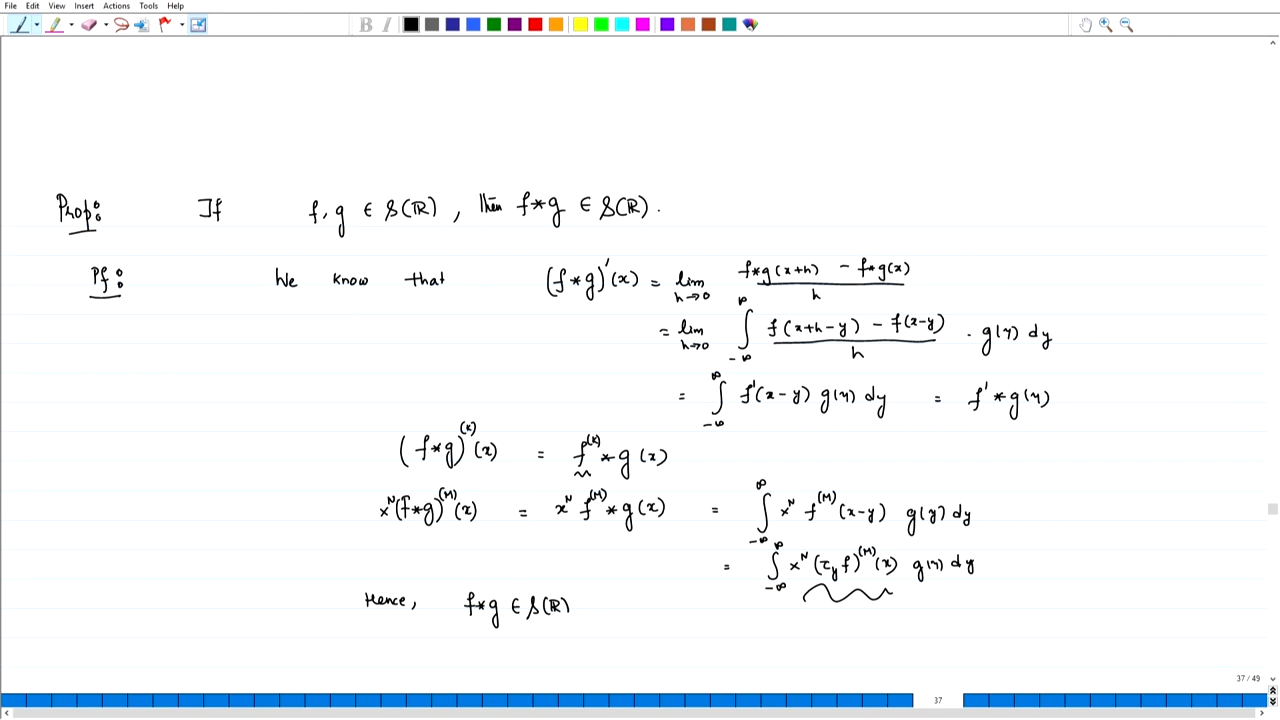 File Edit View Insert Actions Tools Help
B I
Prop: If f, g ∈ S(ℝ), then f*g ∈ S(ℝ).
Pf: We know that (f*g)'(x) = lim_{h→0} (f*g(x+h) - f*g(x))/h
= lim_{h→0} ∫_{-∞}^{∞} (f(x+h-y) - f(x-y))/h · g(y) dy
= ∫_{-∞}^{∞} f'(x-y) g(y) dy = f'*g(y)
(f*g)^{(k)}(x) = f^{(k)}*g(x)
x^N (f*g)^{(M)}(x) = x^N f^{(M)}*g(x) = ∫_{-∞}^{∞} x^N f^{(M)}(x-y) g(y) dy
= ∫_{-∞}^{∞} x^N (τ_y f)^{(M)}(x) g(y) dy
Hence, f*g ∈ S(ℝ)
37 / 49
37